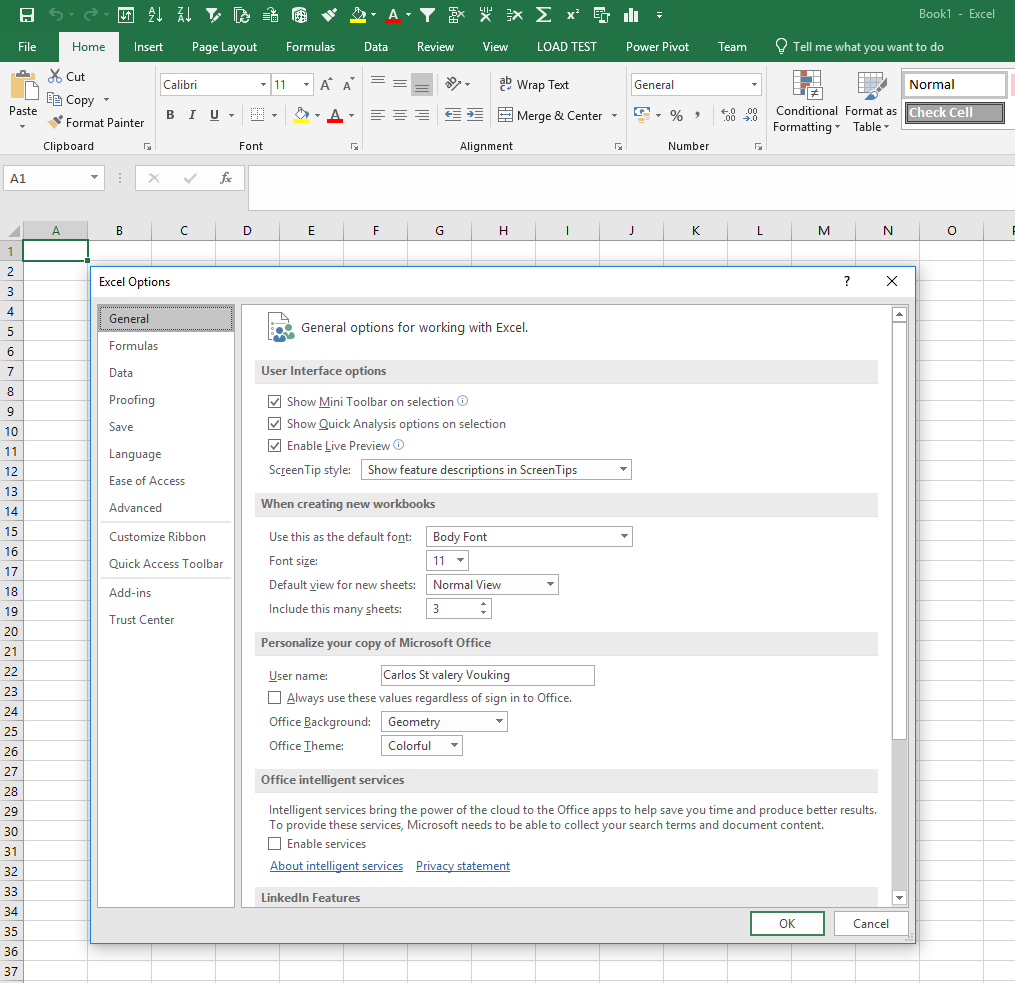 Book1 - Excel
File Home Insert Page Layout Formulas Data Review View LOAD TEST Power Pivot Team Tell me what you want to do
Paste
Cut
Copy
Format Painter
Clipboard
Calibri 11
B I U
Font
Wrap Text
Merge & Center
Alignment
General
Number
Conditional Formatting
Format as Table
Normal
Check Cell
A1
fx
A B C D E F G H I J K L M N O
1
2
3
4
5
6
7
8
9
10
11
12
13
14
15
16
17
18
19
20
21
22
23
24
25
26
27
28
29
30
31
32
33
34
35
36
37
Excel Options
General
Formulas
Data
Proofing
Save
Language
Ease of Access
Advanced
Customize Ribbon
Quick Access Toolbar
Add-ins
Trust Center
General options for working with Excel.
User Interface options
Show Mini Toolbar on selection
Show Quick Analysis options on selection
Enable Live Preview
ScreenTip style: Show feature descriptions in ScreenTips
When creating new workbooks
Use this as the default font: Body Font
Font size: 11
Default view for new sheets: Normal View
Include this many sheets: 3
Personalize your copy of Microsoft Office
User name: Carlos St valery Vouking
Always use these values regardless of sign in to Office.
Office Background: Geometry
Office Theme: Colorful
Office intelligent services
Intelligent services bring the power of the cloud to the Office apps to help save you time and produce better results.
To provide these services, Microsoft needs to be able to collect your search terms and document content.
Enable services
About intelligent services Privacy statement
LinkedIn Features
OK Cancel